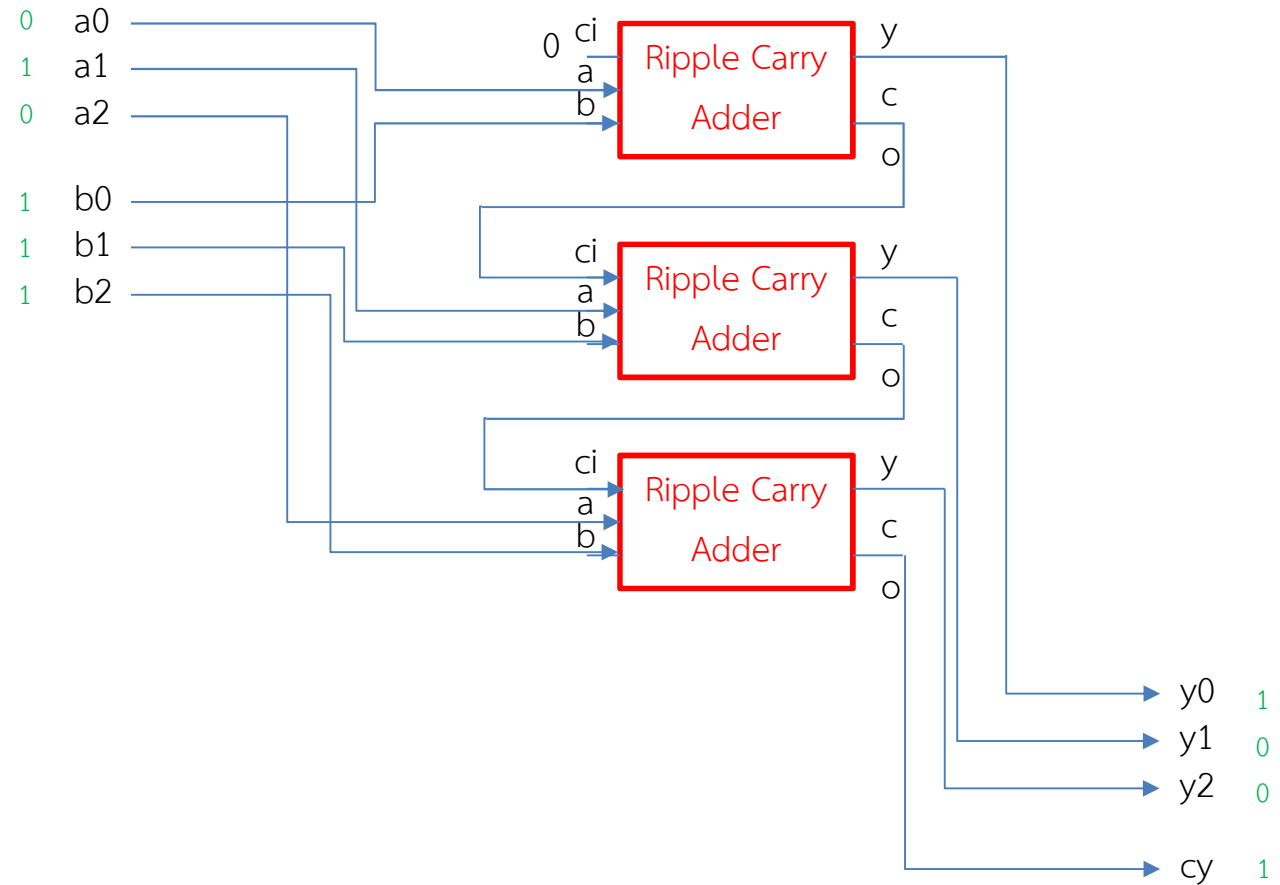 0 a0
1 a1
0 a2
1 b0
1 b1
1 b2
0 ci
a
b
Ripple Carry
Adder
y
c
o
ci
a
b
Ripple Carry
Adder
y
c
o
ci
a
b
Ripple Carry
Adder
y
c
o
y0 1
y1 0
y2 0
cy 1